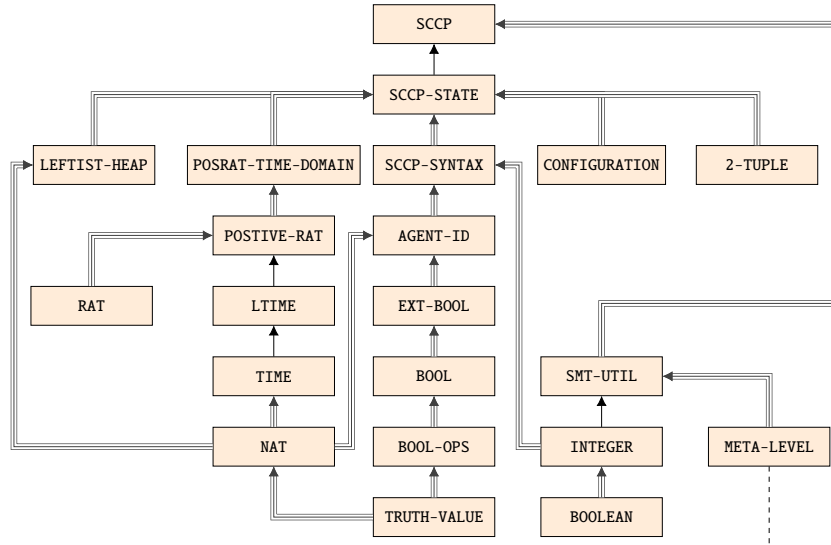 SCCP
SCCP-STATE
LEFTIST-HEAP POSRAT-TIME-DOMAIN SCCP-SYNTAX CONFIGURATION 2-TUPLE
POSTIVE-RAT AGENT-ID
RAT LTIME EXT-BOOL
TIME BOOL SMT-UTIL
NAT BOOL-OPS INTEGER META-LEVEL
TRUTH-VALUE BOOLEAN